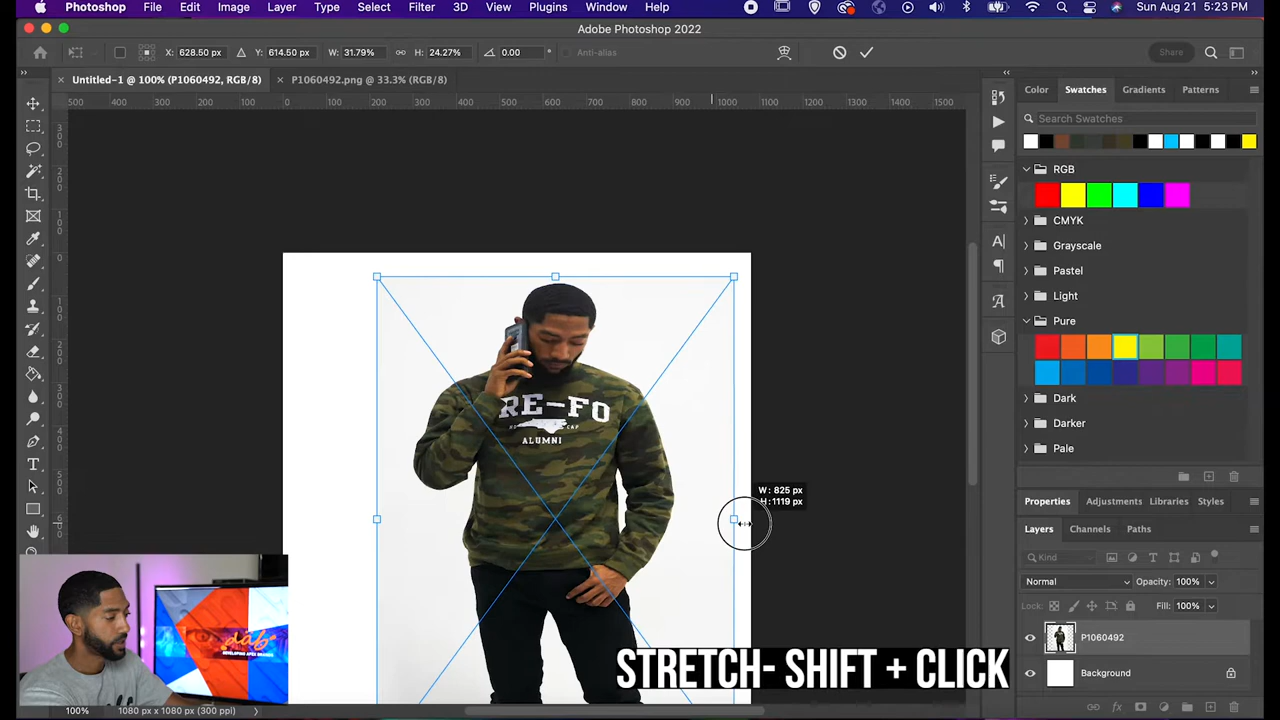 Photoshop File Edit Image Layer Type Select Filter 3D View Plugins Window Help Sun Aug 21 5:23 PM
Adobe Photoshop 2022
X: 628.50 px Y: 614.50 px W: 31.79% H: 24.27% 0.00 ° Anti-alias Share
Untitled-1 @ 100% (P1060492, RGB/8) P1060492.png @ 33.3% (RGB/8)
Color Swatches Gradients Patterns
500 400 300 200 100 0 100 200 300 400 500 600 700 800 900 1000 1100 1200 1300 1400 1500
Search Swatches
RGB
CMYK
Grayscale
Pastel
Light
Pure
Dark
Darker
Pale
RE-FO
CAP
ALUMNI
W: 825 px
H: 1119 px
Properties Adjustments Libraries Styles
Layers Channels Paths
Kind
Normal Opacity: 100%
Lock: Fill: 100%
P1060492
Background
dab
DEVELOPING APEX BRANDS
STRETCH- SHIFT + CLICK
100% 1080 px x 1080 px (300 ppi)